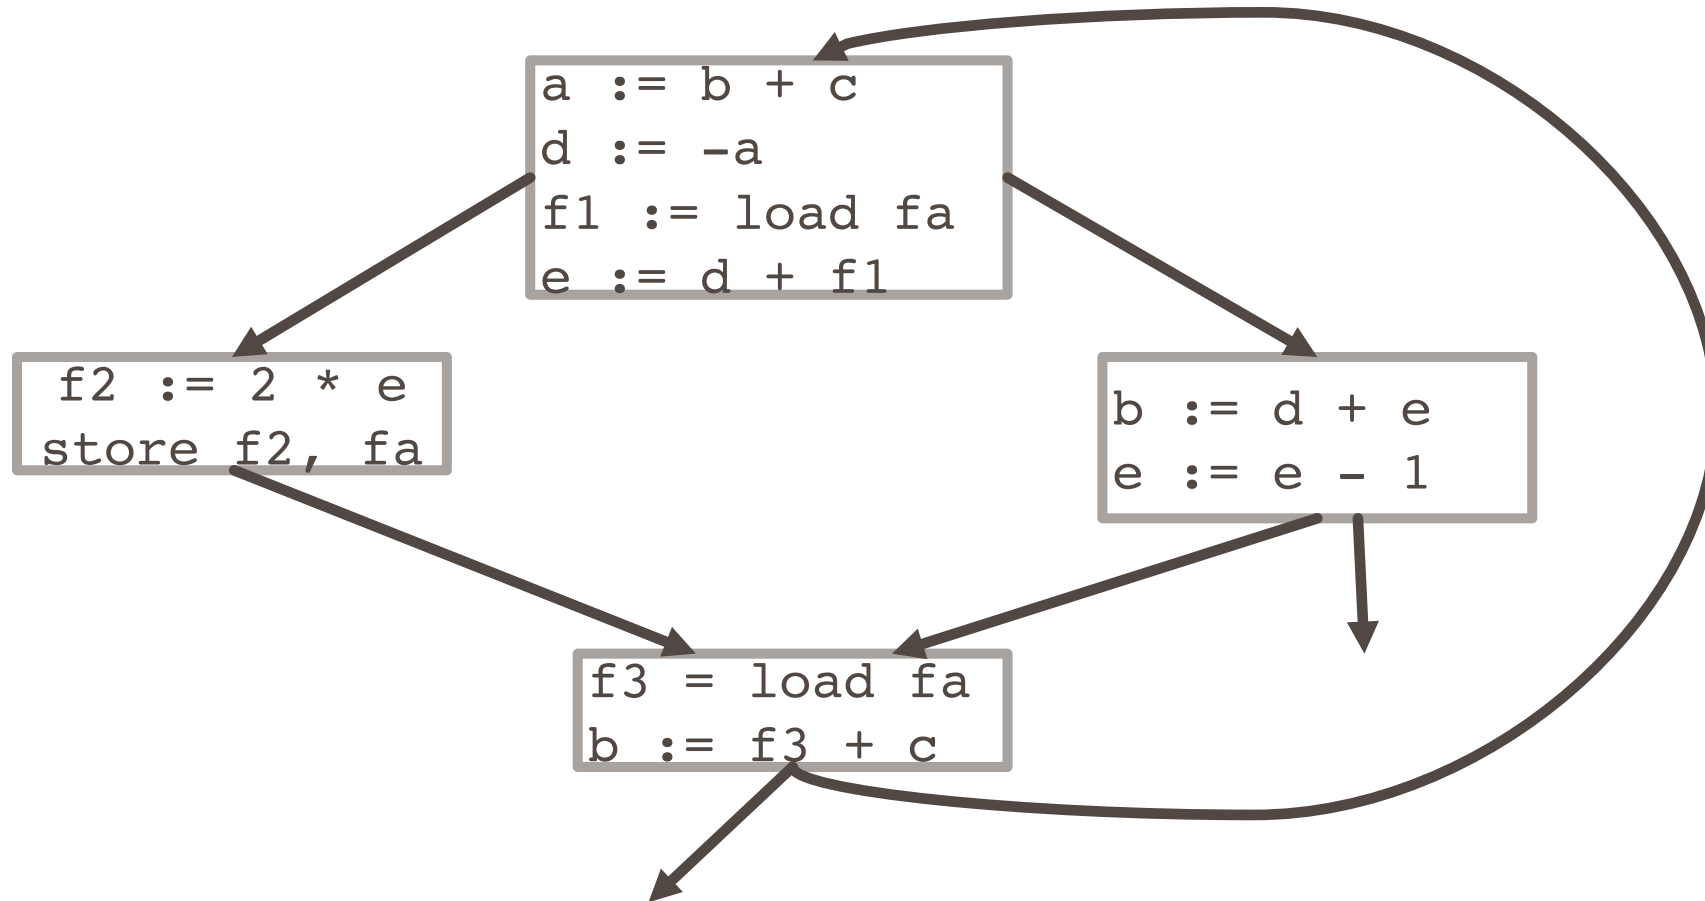 a := b + c
d := -a
f1 := load fa
e := d + f1
f2 := 2 * e
store f2, fa
b := d + e
e := e - 1
f3 = load fa
b := f3 + c